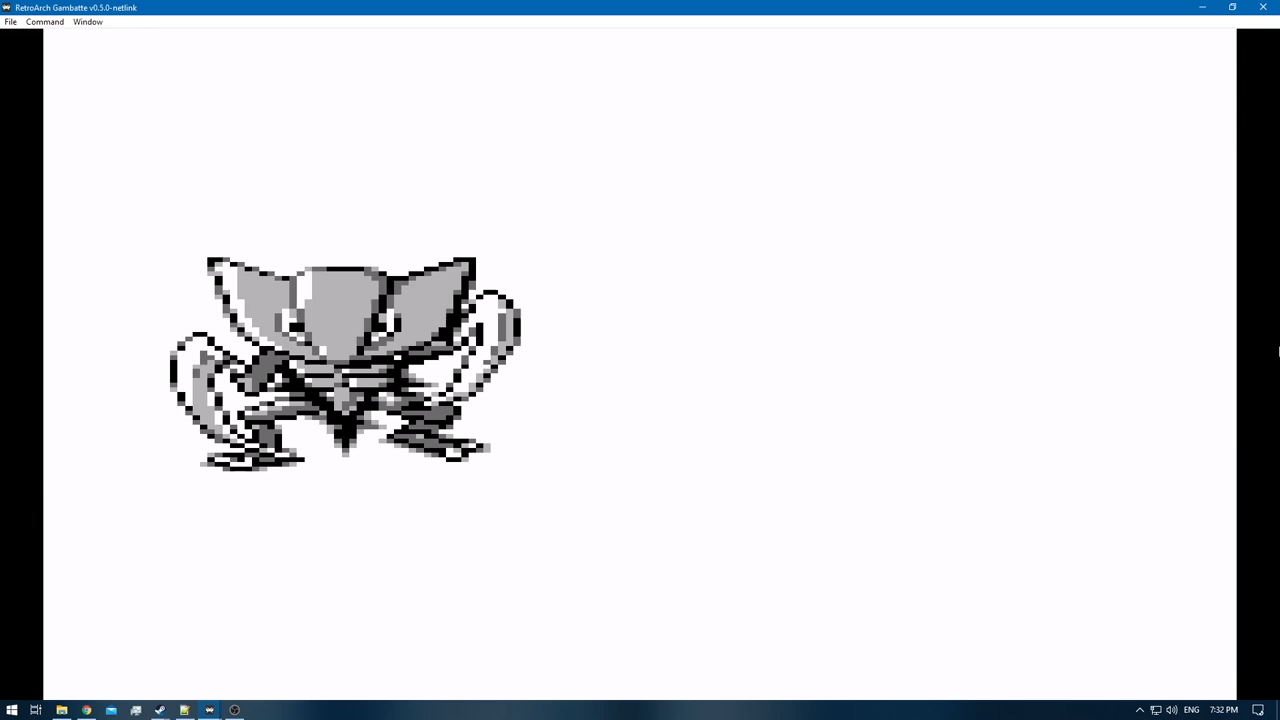 RetroArch Gambatte v0.5.0-netlink
File Command Window
ENG 7:32 PM